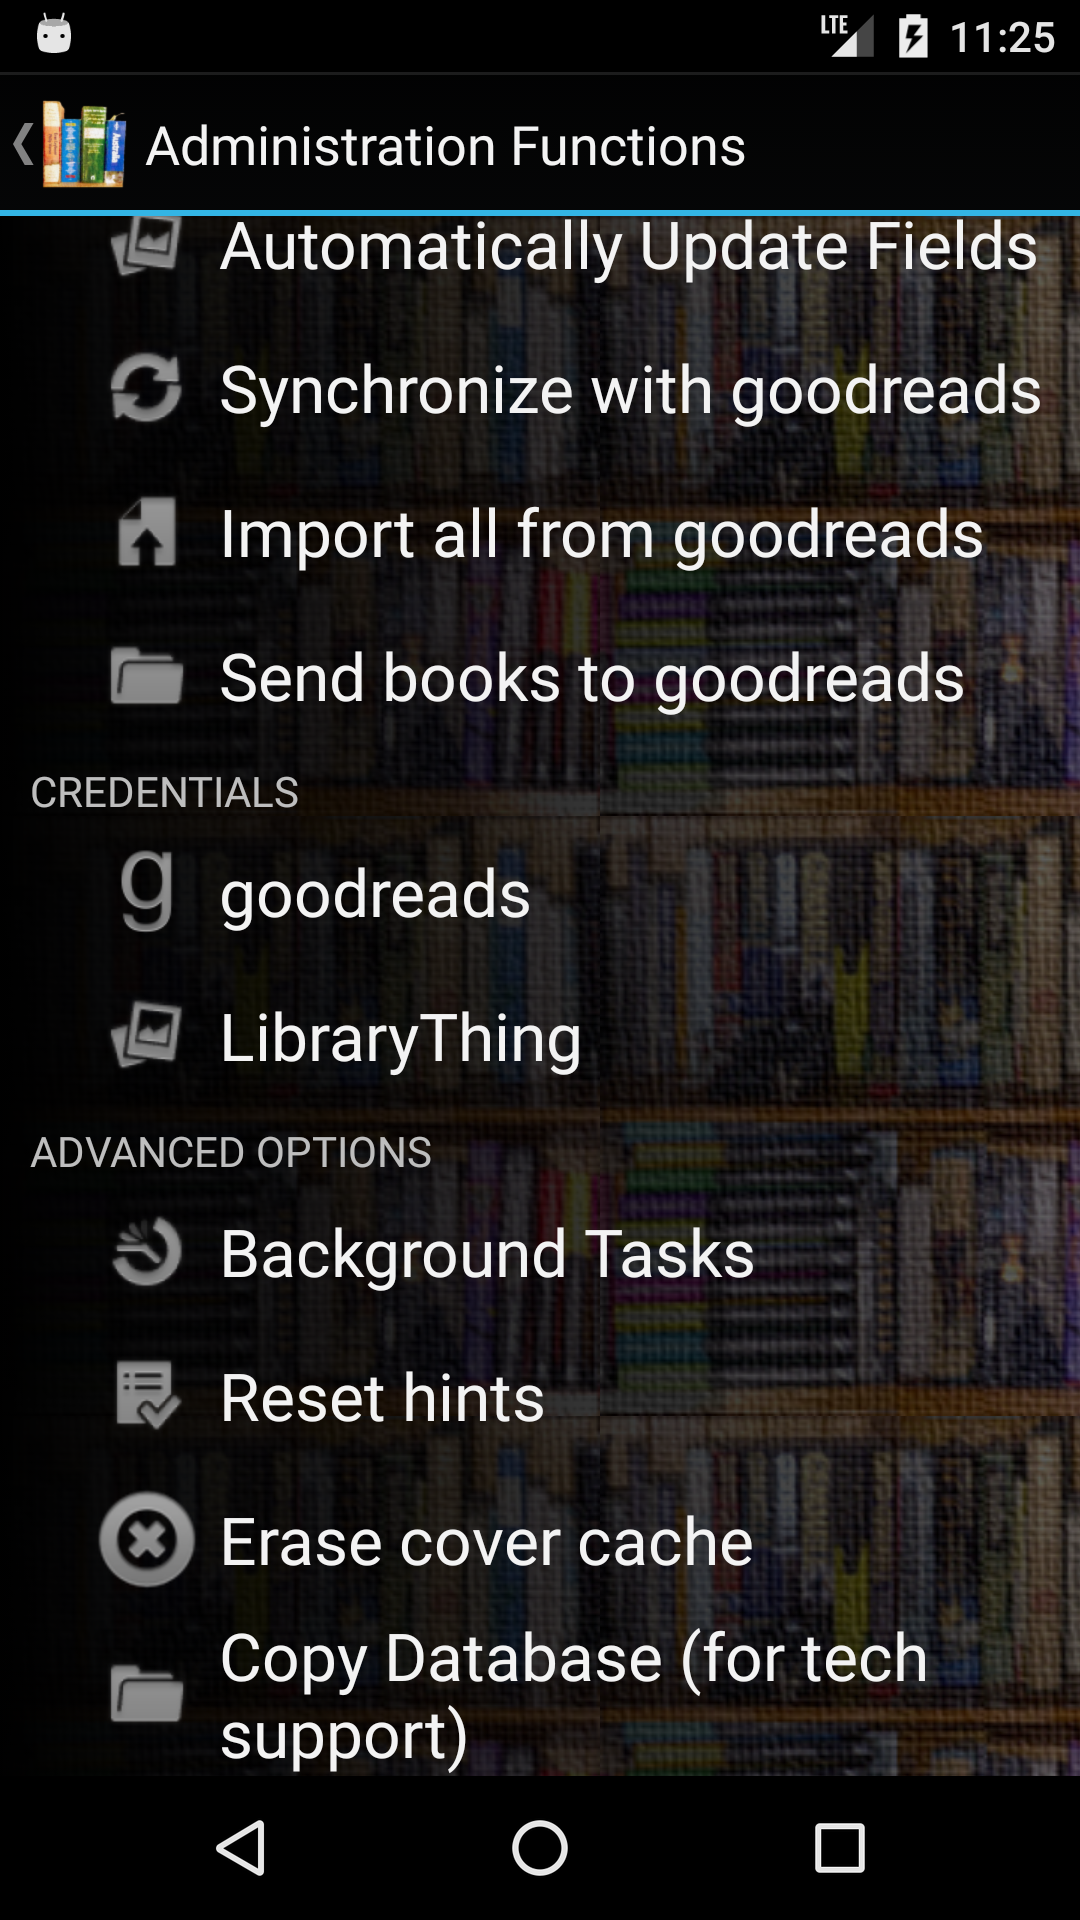 LTE 11:25
Administration Functions
Automatically Update Fields
Synchronize with goodreads
Import all from goodreads
Send books to goodreads
CREDENTIALS
g goodreads
LibraryThing
ADVANCED OPTIONS
Background Tasks
Reset hints
Erase cover cache
Copy Database (for tech
support)